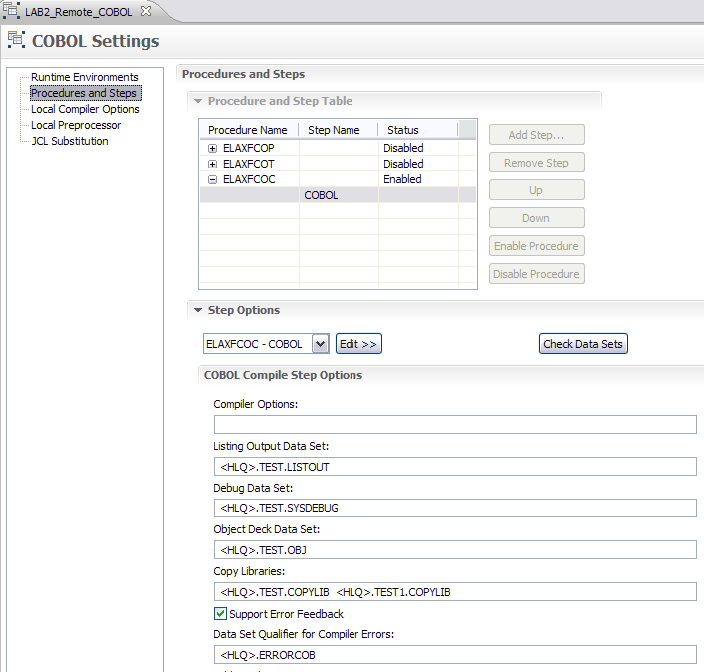 LAB2_Remote_COBOL
COBOL Settings
Runtime Environments
Procedures and Steps
Local Compiler Options
Local Preprocessor
JCL Substitution
Procedures and Steps
Procedure and Step Table
Procedure Name Step Name Status
ELAXFCOP Disabled
ELAXFCOT Disabled
ELAXFCOC Enabled
COBOL
Add Step...
Remove Step
Up
Down
Enable Procedure
Disable Procedure
Step Options
ELAXFCOC - COBOL Edit >> Check Data Sets
COBOL Compile Step Options
Compiler Options:
Listing Output Data Set:
<HLQ>.TEST.LISTOUT
Debug Data Set:
<HLQ>.TEST.SYSDEBUG
Object Deck Data Set:
<HLQ>.TEST.OBJ
Copy Libraries:
<HLQ>.TEST.COPYLIB <HLQ>.TEST1.COPYLIB
Support Error Feedback
Data Set Qualifier for Compiler Errors:
<HLQ>.ERRORCOB